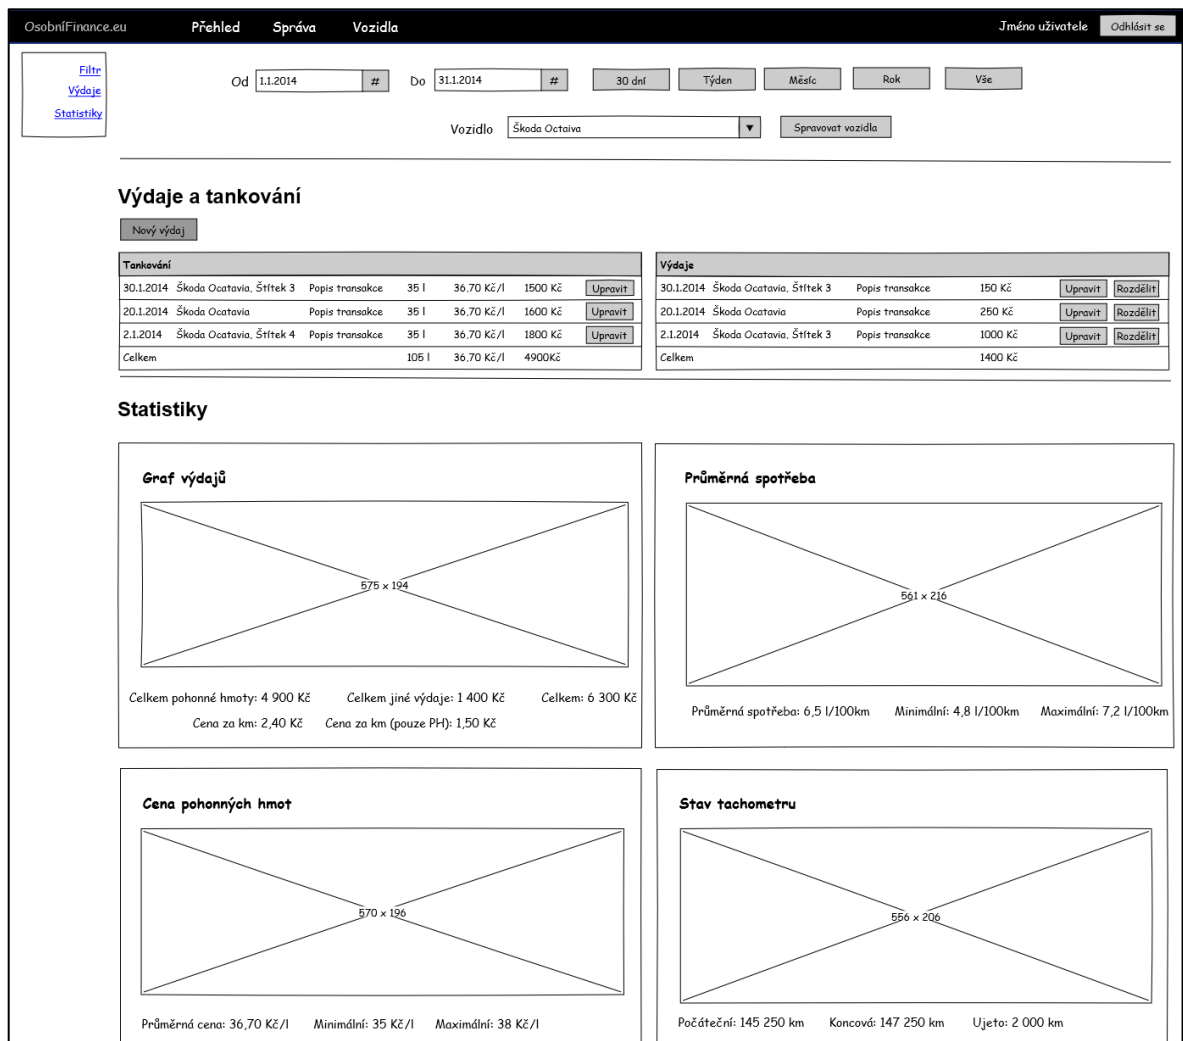 OsobníFinance.eu Přehled Správa Vozidla Jméno uživatele Odhlásit se
Filtr
Výdaje
Statistiky
Od 1.1.2014 # Do 31.1.2014 # 30 dní Týden Měsíc Rok Vše
Vozidlo Škoda Octaiva ▼ Spravovat vozidla
Výdaje a tankování
Nový výdaj
Tankování
30.1.2014 Škoda Ocatavia, Štítek 3 Popis transakce 35 l 36,70 Kč/l 1500 Kč Upravit
20.1.2014 Škoda Ocatavia Popis transakce 35 l 36,70 Kč/l 1600 Kč Upravit
2.1.2014 Škoda Ocatavia, Štítek 4 Popis transakce 35 l 36,70 Kč/l 1800 Kč Upravit
Celkem 105 l 36,70 Kč/l 4900Kč
Výdaje
30.1.2014 Škoda Ocatavia, Štítek 3 Popis transakce 150 Kč Upravit Rozdělit
20.1.2014 Škoda Ocatavia Popis transakce 250 Kč Upravit Rozdělit
2.1.2014 Škoda Ocatavia, Štítek 3 Popis transakce 1000 Kč Upravit Rozdělit
Celkem 1400 Kč
Statistiky
Graf výdajů
575 x 194
Celkem pohonné hmoty: 4 900 Kč Celkem jiné výdaje: 1 400 Kč Celkem: 6 300 Kč
Cena za km: 2,40 Kč Cena za km (pouze PH): 1,50 Kč
Průměrná spotřeba
561 x 216
Průměrná spotřeba: 6,5 l/100km Minimální: 4,8 l/100km Maximální: 7,2 l/100km
Cena pohonných hmot
570 x 196
Průměrná cena: 36,70 Kč/l Minimální: 35 Kč/l Maximální: 38 Kč/l
Stav tachometru
556 x 206
Počáteční: 145 250 km Koncová: 147 250 km Ujeto: 2 000 km